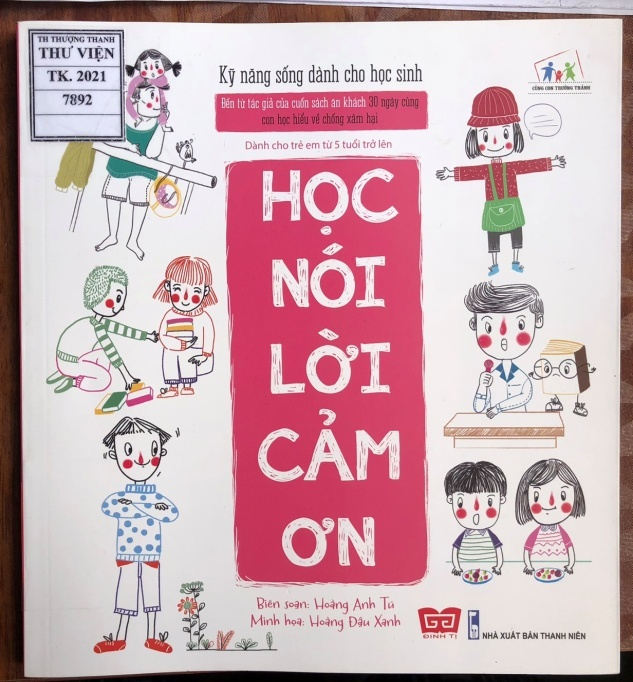 TH THƯỢNG THANH
THƯ VIỆN
TK. 2021
7892
Kỹ năng sống dành cho học sinh
Đến từ tác giả của cuốn sách ăn khách 30 ngày cùng
con học hiểu về chống xâm hại
Dành cho trẻ em từ 5 tuổi trở lên
CÙNG CON TRƯỞNG THÀNH
HỌC
NÓI
LỜI
CẢM
ƠN
Biên soạn: Hoàng Anh Tú
Minh họa: Hoàng Đậu Xanh
ĐINH TỊ
NHÀ XUẤT BẢN THANH NIÊN